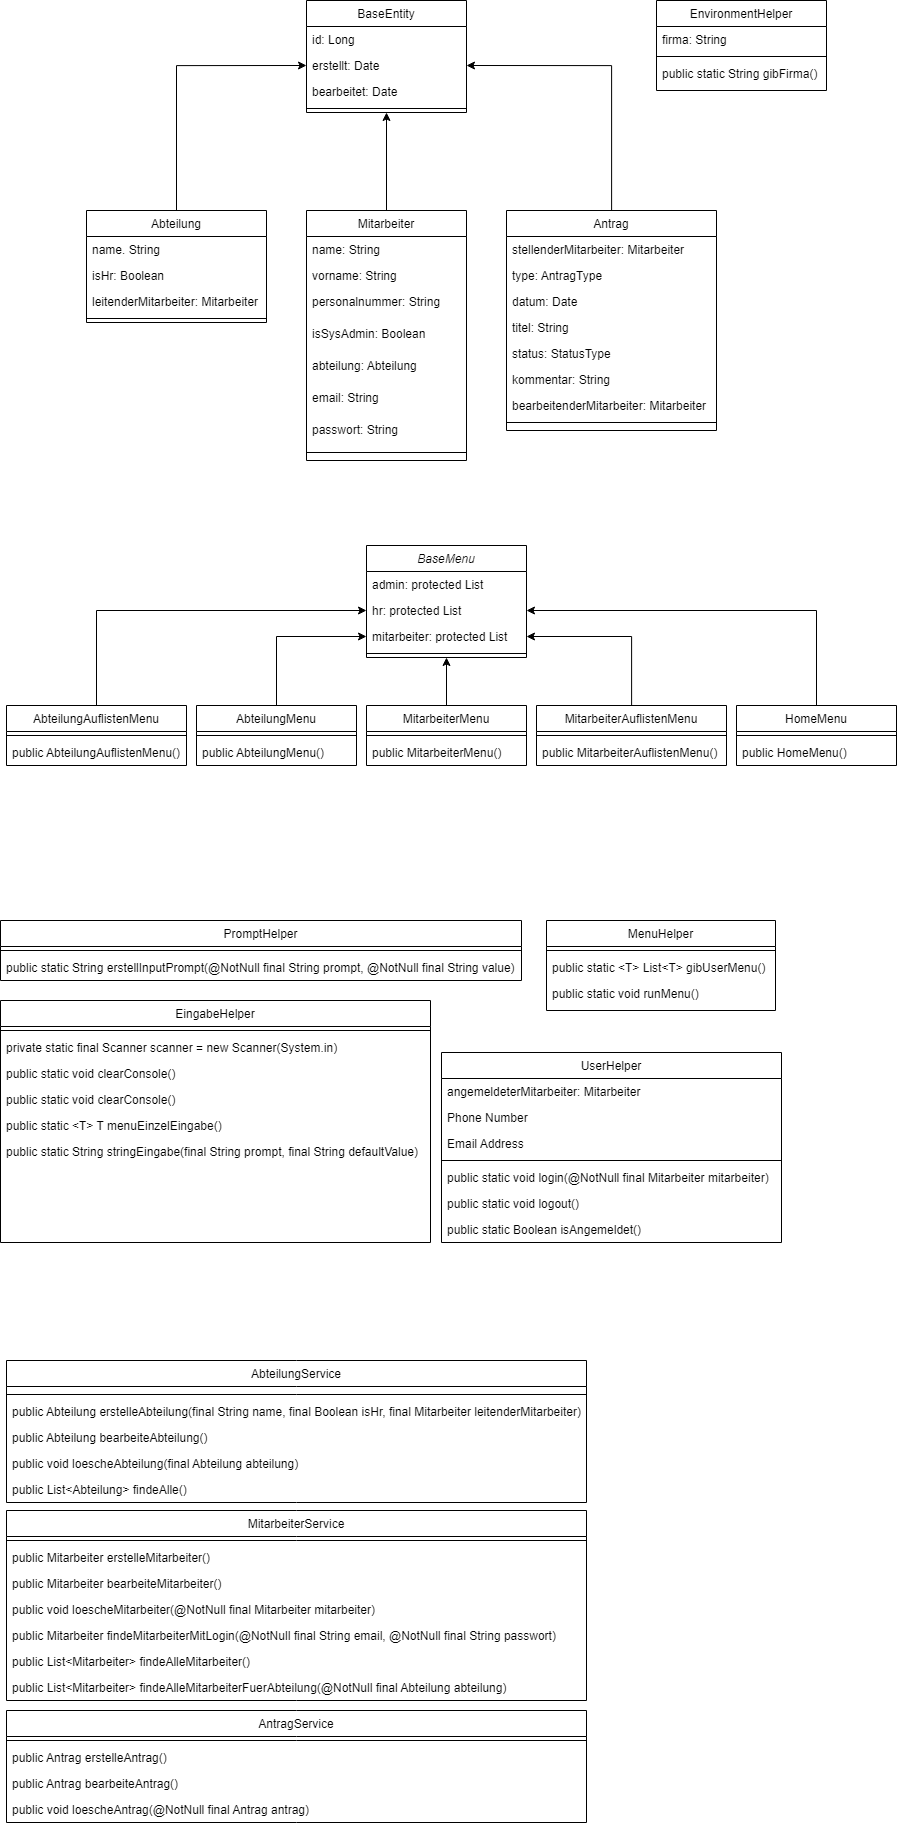 BaseEntity
id: Long
erstellt: Date
bearbeitet: Date
EnvironmentHelper
firma: String
public static String gibFirma()
Abteilung
name. String
isHr: Boolean
leitenderMitarbeiter: Mitarbeiter
Mitarbeiter
name: String
vorname: String
personalnummer: String
isSysAdmin: Boolean
abteilung: Abteilung
email: String
passwort: String
Antrag
stellenderMitarbeiter: Mitarbeiter
type: AntragType
datum: Date
titel: String
status: StatusType
kommentar: String
bearbeitenderMitarbeiter: Mitarbeiter
BaseMenu
admin: protected List
hr: protected List
mitarbeiter: protected List
AbteilungAuflistenMenu
public AbteilungAuflistenMenu()
AbteilungMenu
public AbteilungMenu()
MitarbeiterMenu
public MitarbeiterMenu()
MitarbeiterAuflistenMenu
public MitarbeiterAuflistenMenu()
HomeMenu
public HomeMenu()
PromptHelper
public static String erstellInputPrompt(@NotNull final String prompt, @NotNull final String value)
MenuHelper
public static <T> List<T> gibUserMenu()
public static void runMenu()
EingabeHelper
private static final Scanner scanner = new Scanner(System.in)
public static void clearConsole()
public static void clearConsole()
public static <T> T menuEinzelEingabe()
public static String stringEingabe(final String prompt, final String defaultValue)
UserHelper
angemeldeterMitarbeiter: Mitarbeiter
Phone Number
Email Address
public static void login(@NotNull final Mitarbeiter mitarbeiter)
public static void logout()
public static Boolean isAngemeldet()
AbteilungService
public Abteilung erstelleAbteilung(final String name, final Boolean isHr, final Mitarbeiter leitenderMitarbeiter)
public Abteilung bearbeiteAbteilung()
public void loescheAbteilung(final Abteilung abteilung)
public List<Abteilung> findeAlle()
MitarbeiterService
public Mitarbeiter erstelleMitarbeiter()
public Mitarbeiter bearbeiteMitarbeiter()
public void loescheMitarbeiter(@NotNull final Mitarbeiter mitarbeiter)
public Mitarbeiter findeMitarbeiterMitLogin(@NotNull final String email, @NotNull final String passwort)
public List<Mitarbeiter> findeAlleMitarbeiter()
public List<Mitarbeiter> findeAlleMitarbeiterFuerAbteilung(@NotNull final Abteilung abteilung)
AntragService
public Antrag erstelleAntrag()
public Antrag bearbeiteAntrag()
public void loescheAntrag(@NotNull final Antrag antrag)